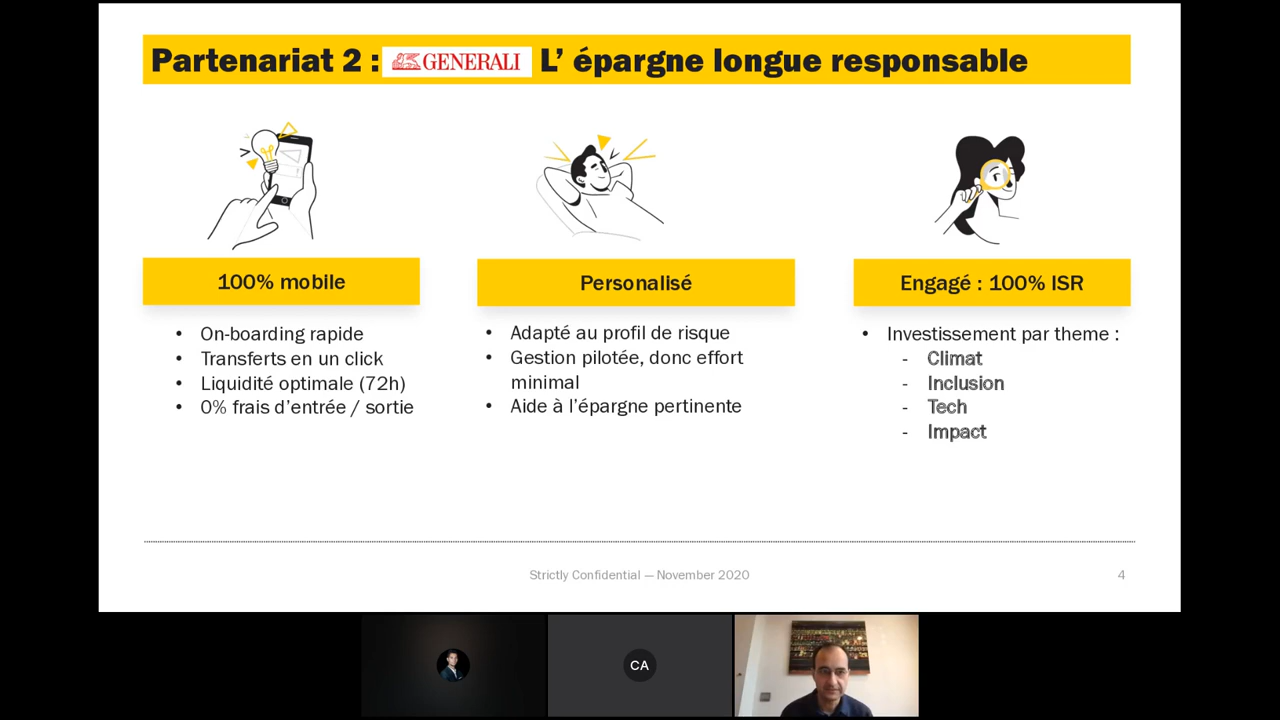 Partenariat 2 : GENERALI L’ épargne longue responsable
100% mobile
On-boarding rapide
Transferts en un click
Liquidité optimale (72h)
0% frais d’entrée / sortie
Personalisé
Adapté au profil de risque
Gestion pilotée, donc effort
minimal
Aide à l’épargne pertinente
Engagé : 100% ISR
Investissement par theme :
- Climat
- Inclusion
- Tech
- Impact
Strictly Confidential — November 2020
4
CA